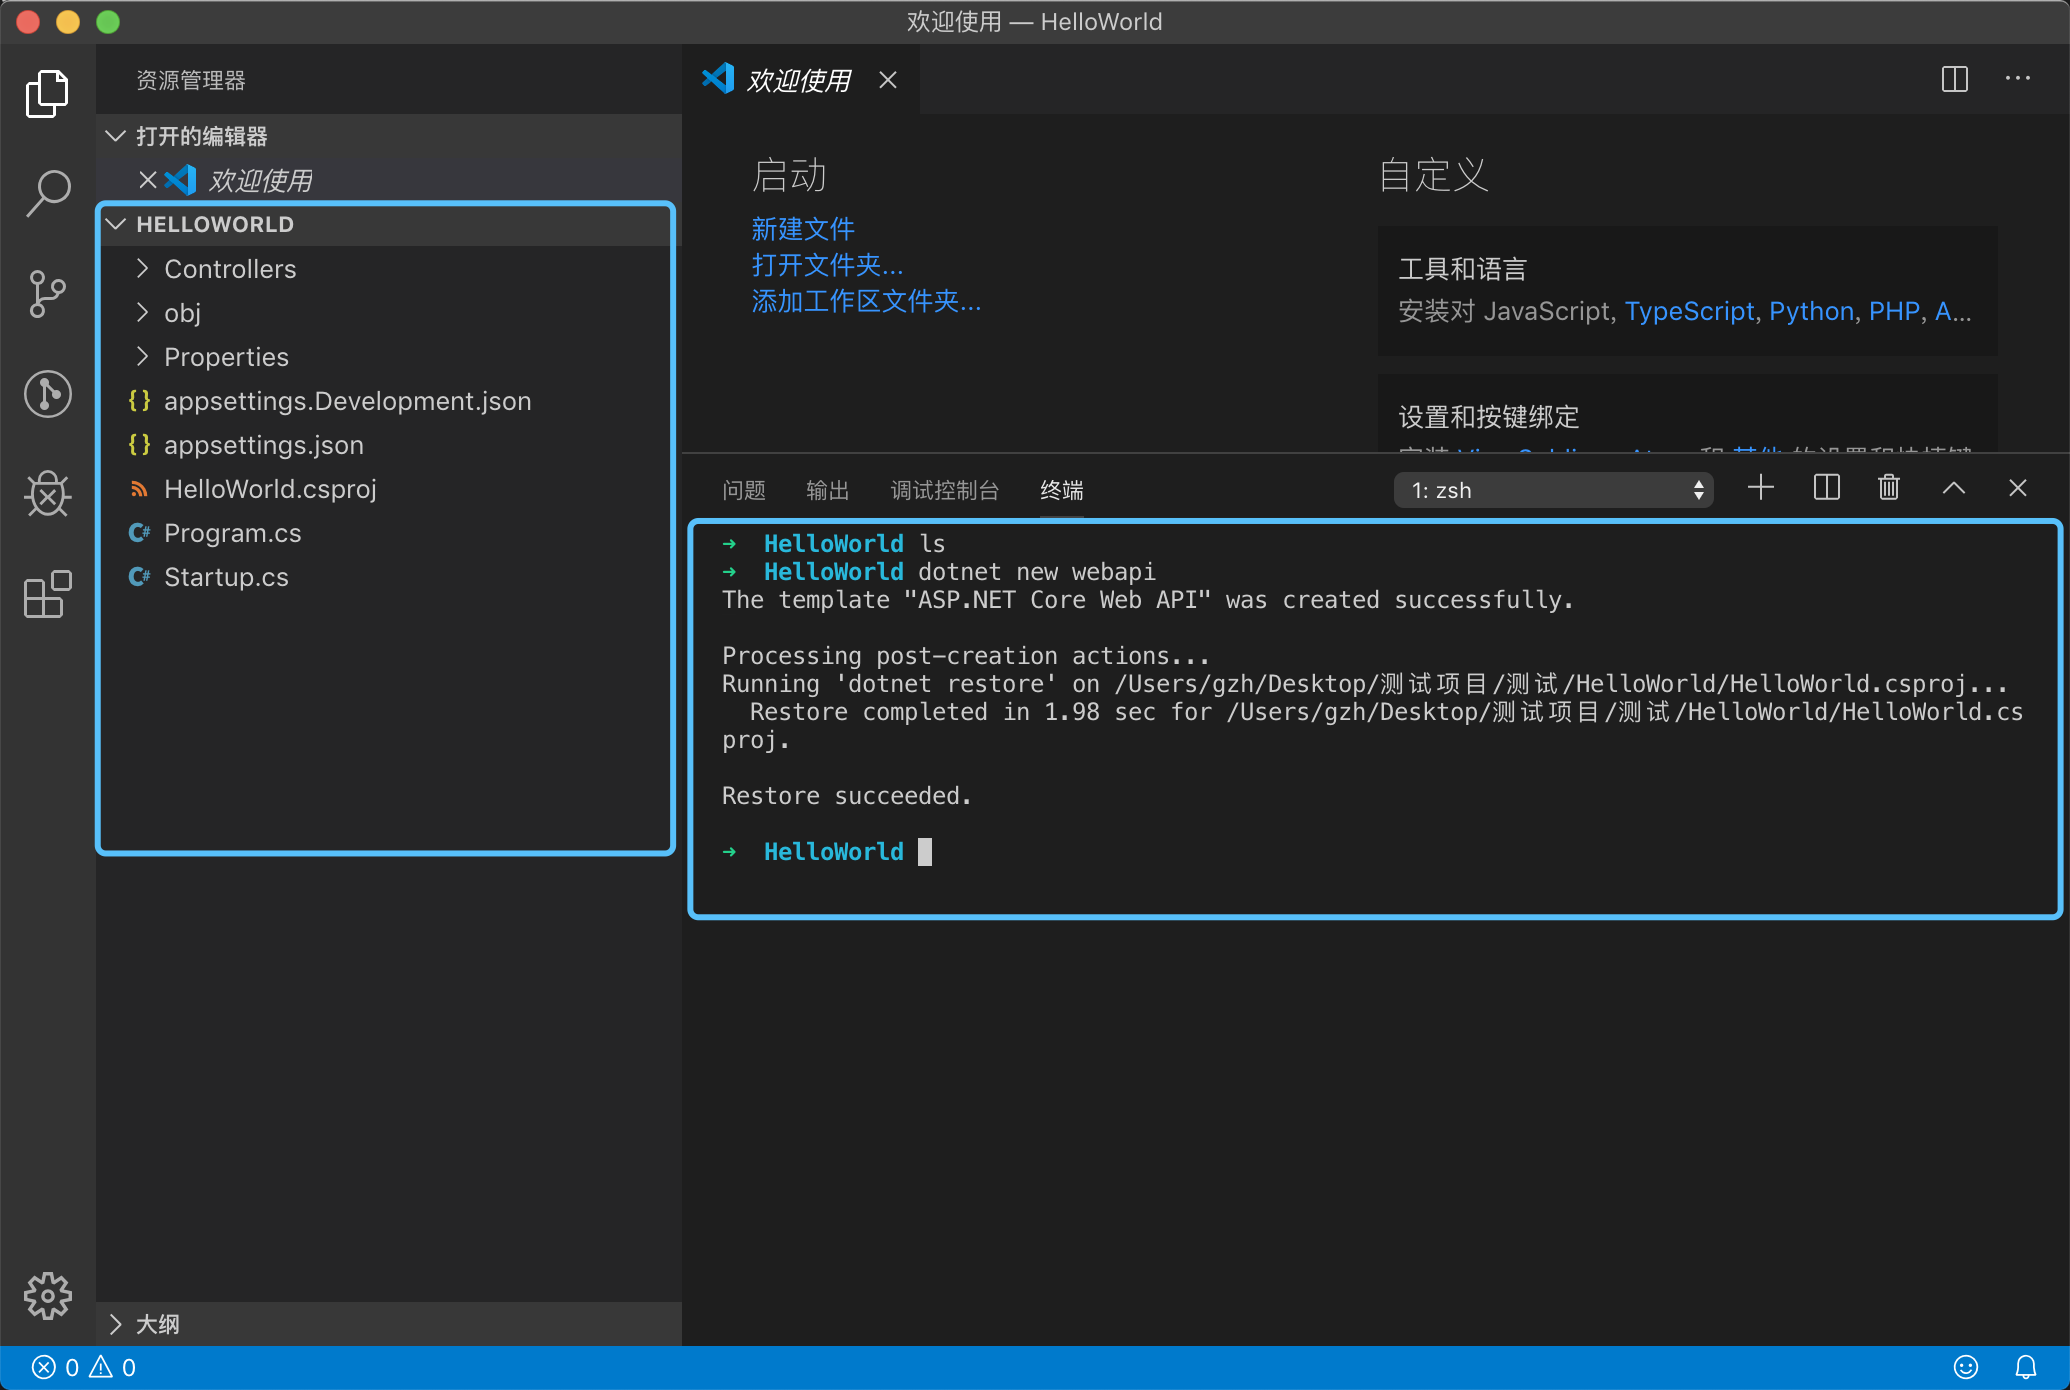 欢迎使用 — HelloWorld
资源管理器
打开的编辑器
欢迎使用
HELLOWORLD
Controllers
obj
Properties
{} appsettings.Development.json
{} appsettings.json
HelloWorld.csproj
C# Program.cs
C# Startup.cs
大纲
欢迎使用
启动
新建文件
打开文件夹...
添加工作区文件夹...
自定义
工具和语言
安装对 JavaScript, TypeScript, Python, PHP, A...
设置和按键绑定
问题 输出 调试控制台 终端
1: zsh
→ HelloWorld ls
→ HelloWorld dotnet new webapi
The template "ASP.NET Core Web API" was created successfully.
Processing post-creation actions...
Running 'dotnet restore' on /Users/gzh/Desktop/测试项目/测试/HelloWorld/HelloWorld.csproj...
Restore completed in 1.98 sec for /Users/gzh/Desktop/测试项目/测试/HelloWorld/HelloWorld.cs
proj.
Restore succeeded.
→ HelloWorld
0 0